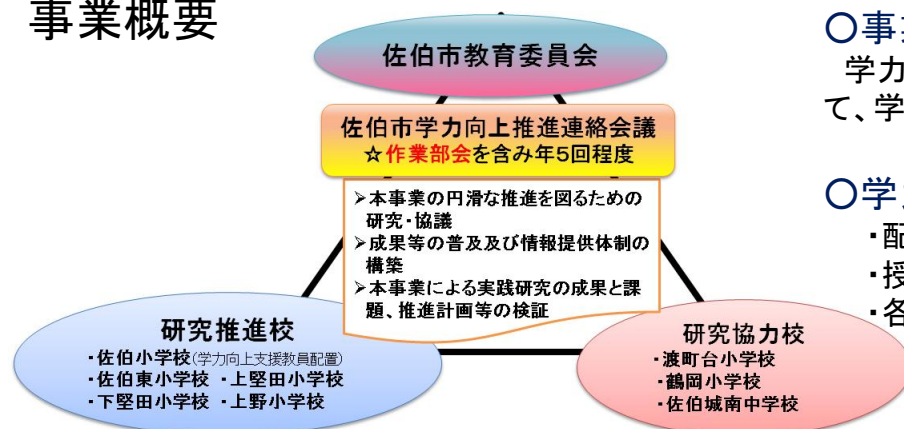 事業概要
佐伯市教育委員会
佐伯市学力向上推進連絡会議
☆作業部会を含み年5回程度
➢本事業の円滑な推進を図るための
研究・協議
➢成果等の普及及び情報提供体制の
構築
➢本事業による実践研究の成果と課
題、推進計画等の検証
研究推進校
・佐伯小学校(学力向上支援教員配置)
・佐伯東小学校 ・上堅田小学校
・下堅田小学校 ・上野小学校
研究協力校
・渡町台小学校
・鶴岡小学校
・佐伯城南中学校
〇事
学力
て、学
〇学
・配
・授
・各